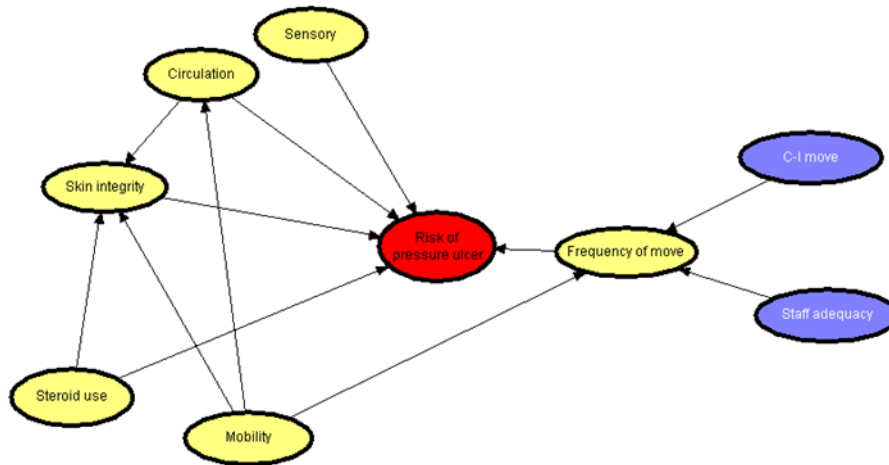 Sensory
Circulation
C-I move
Skin integrity
Risk of
pressure ulcer
Frequency of move
Staff adequacy
Steroid use
Mobility